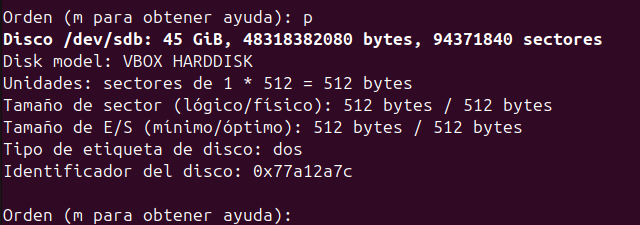 Orden (m para obtener ayuda): p
Disco /dev/sdb: 45 GiB, 48318382080 bytes, 94371840 sectores
Disk model: VBOX HARDDISK
Unidades: sectores de 1 * 512 = 512 bytes
Tamaño de sector (lógico/físico): 512 bytes / 512 bytes
Tamaño de E/S (mínimo/óptimo): 512 bytes / 512 bytes
Tipo de etiqueta de disco: dos
Identificador del disco: 0x77a12a7c
Orden (m para obtener ayuda):